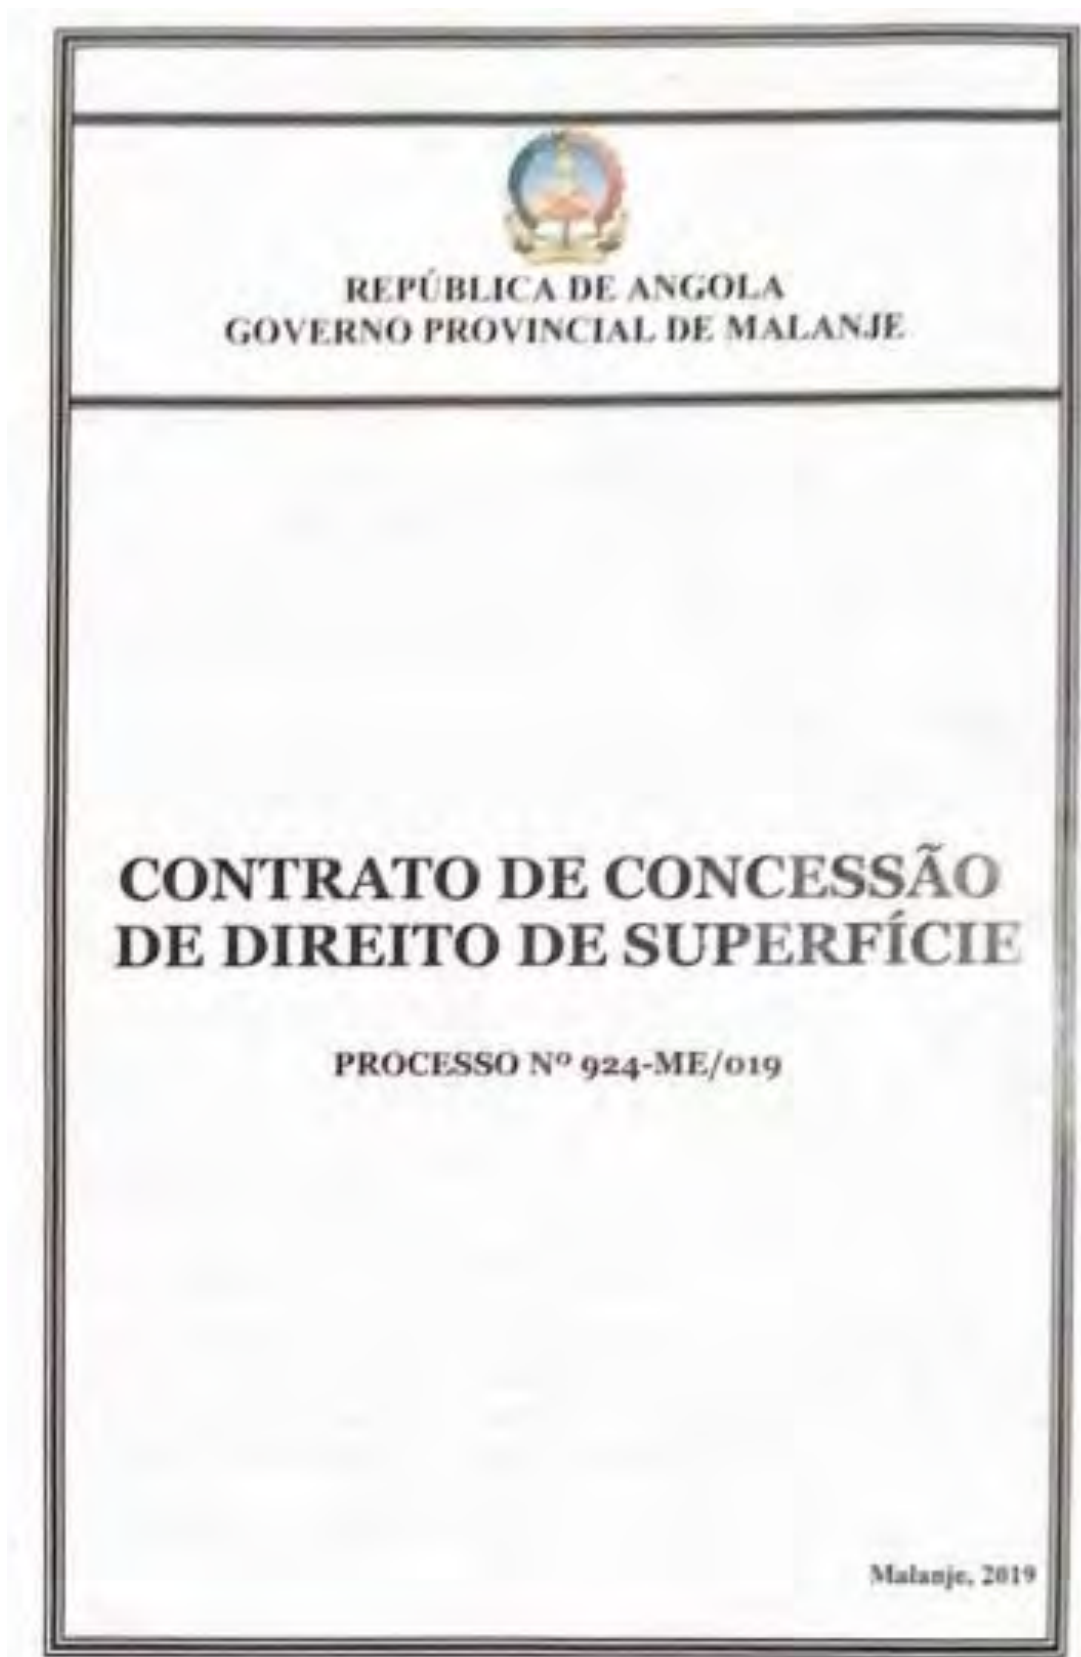 REPÚBLICA DE ANGOLA
GOVERNO PROVINCIAL DE MALANJE
CONTRATO DE CONCESSÃO
DE DIREITO DE SUPERFÍCIE
PROCESSO Nº 924-ME/019
Malanje, 2019